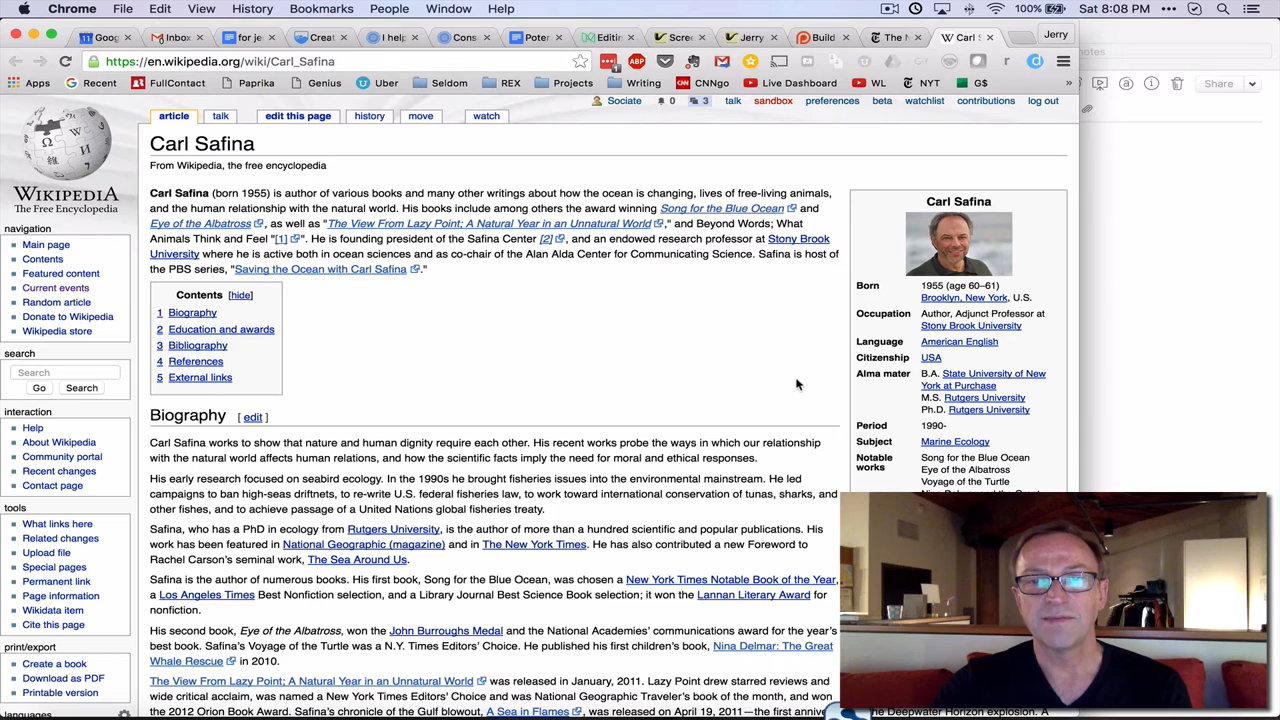 Chrome File Edit View History Bookmarks People Window Help 100% Sat 8:08 PM
Goog Inbox for je Creat I help Cons Poten Editin Scre Jerry Build The N Carl S Jerry
https://en.wikipedia.org/wiki/Carl_Safina
notes
Apps Recent FullContact Paprika Genius Uber Seldom REX Projects Writing CNNgo Live Dashboard WL NYT G$ »
Share
Sociate 0 3 talk sandbox preferences beta watchlist contributions log out
article talk edit this page history move watch
Carl Safina
From Wikipedia, the free encyclopedia
WIKIPEDIA
The Free Encyclopedia
navigation
Main page
Contents
Featured content
Current events
Random article
Donate to Wikipedia
Wikipedia store
search
Search
Go Search
interaction
Help
About Wikipedia
Community portal
Recent changes
Contact page
tools
What links here
Related changes
Upload file
Special pages
Permanent link
Page information
Wikidata item
Cite this page
print/export
Create a book
Download as PDF
Printable version
languages
Carl Safina (born 1955) is author of various books and many other writings about how the ocean is changing, lives of free-living animals,
and the human relationship with the natural world. His books include among others the award winning Song for the Blue Ocean and
Eye of the Albatross, as well as "The View From Lazy Point; A Natural Year in an Unnatural World," and Beyond Words; What
Animals Think and Feel "[1]". He is founding president of the Safina Center [2], and an endowed research professor at Stony Brook
University where he is active both in ocean sciences and as co-chair of the Alan Alda Center for Communicating Science. Safina is host of
the PBS series, "Saving the Ocean with Carl Safina."
Contents [hide]
1 Biography
2 Education and awards
3 Bibliography
4 References
5 External links
Biography [ edit ]
Carl Safina works to show that nature and human dignity require each other. His recent works probe the ways in which our relationship
with the natural world affects human relations, and how the scientific facts imply the need for moral and ethical responses.
His early research focused on seabird ecology. In the 1990s he brought fisheries issues into the environmental mainstream. He led
campaigns to ban high-seas driftnets, to re-write U.S. federal fisheries law, to work toward international conservation of tunas, sharks, and
other fishes, and to achieve passage of a United Nations global fisheries treaty.
Safina, who has a PhD in ecology from Rutgers University, is the author of more than a hundred scientific and popular publications. His
work has been featured in National Geographic (magazine) and in The New York Times. He has also contributed a new Foreword to
Rachel Carson's seminal work, The Sea Around Us.
Safina is the author of numerous books. His first book, Song for the Blue Ocean, was chosen a New York Times Notable Book of the Year,
a Los Angeles Times Best Nonfiction selection, and a Library Journal Best Science Book selection; it won the Lannan Literary Award for
nonfiction.
His second book, Eye of the Albatross, won the John Burroughs Medal and the National Academies' communications award for the year's
best book. Safina's Voyage of the Turtle was a N.Y. Times Editors' Choice. He published his first children's book, Nina Delmar: The Great
Whale Rescue in 2010.
The View From Lazy Point; A Natural Year in an Unnatural World was released in January, 2011. Lazy Point drew starred reviews and
wide critical acclaim, was named a New York Times Editors' Choice and was National Geographic Traveler's book of the month, and won
the 2012 Orion Book Award. Safina's chronicle of the Gulf blowout, A Sea in Flames, was released on April 19, 2011—the first
the Deepwater Horizon explosion. A
Carl Safina
Born 1955 (age 60–61)
Brooklyn, New York, U.S.
Occupation Author, Adjunct Professor at
Stony Brook University
Language American English
Citizenship USA
Alma mater B.A. State University of New
York at Purchase
M.S. Rutgers University
Ph.D. Rutgers University
Period 1990-
Subject Marine Ecology
Notable works Song for the Blue Ocean
Eye of the Albatross
Voyage of the Turtle